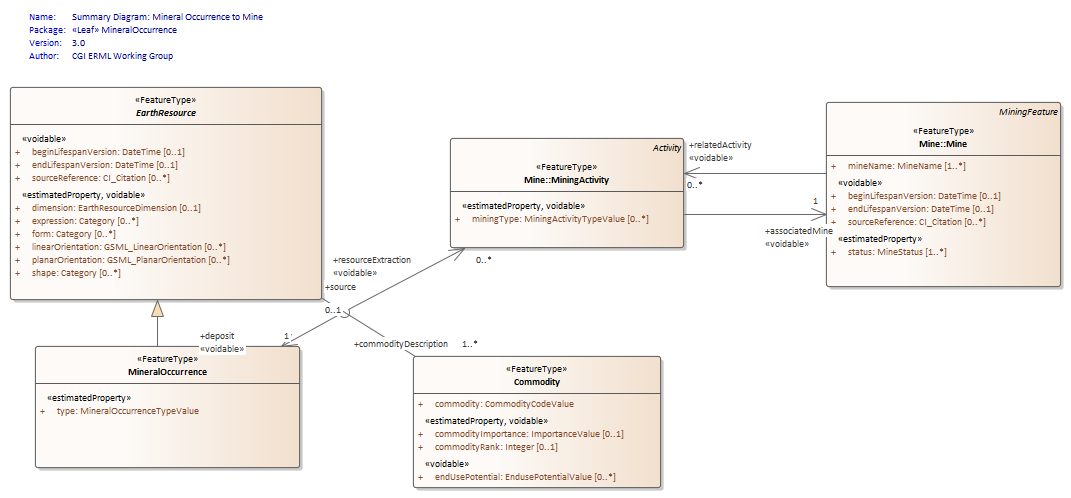 Name: Summary Diagram: Mineral Occurrence to Mine
Package: «Leaf» MineralOccurrence
Version: 3.0
Author: CGI ERML Working Group
«FeatureType»
EarthResource
«voidable»
+ beginLifespanVersion: DateTime [0..1]
+ endLifespanVersion: DateTime [0..1]
+ sourceReference: CI_Citation [0..*]
«estimatedProperty, voidable»
+ dimension: EarthResourceDimension [0..1]
+ expression: Category [0..*]
+ form: Category [0..*]
+ linearOrientation: GSML_LinearOrientation [0..*]
+ planarOrientation: GSML_PlanarOrientation [0..*]
+ shape: Category [0..*]
Activity
«FeatureType»
Mine::MiningActivity
«estimatedProperty, voidable»
+ miningType: MiningActivityTypeValue [0..*]
+relatedActivity
«voidable»
0..*
1
+associatedMine
«voidable»
MiningFeature
«FeatureType»
Mine::Mine
+ mineName: MineName [1..*]
«voidable»
+ beginLifespanVersion: DateTime [0..1]
+ endLifespanVersion: DateTime [0..1]
+ sourceReference: CI_Citation [0..*]
«estimatedProperty»
+ status: MineStatus [1..*]
+resourceExtraction
«voidable»
0..*
+source
0..1
+deposit
«voidable»
1
+commodityDescription 1..*
«FeatureType»
MineralOccurrence
«estimatedProperty»
+ type: MineralOccurrenceTypeValue
«FeatureType»
Commodity
+ commodity: CommodityCodeValue
«estimatedProperty, voidable»
+ commodityImportance: ImportanceValue [0..1]
+ commodityRank: Integer [0..1]
«voidable»
+ endUsePotential: EndusePotentialValue [0..*]